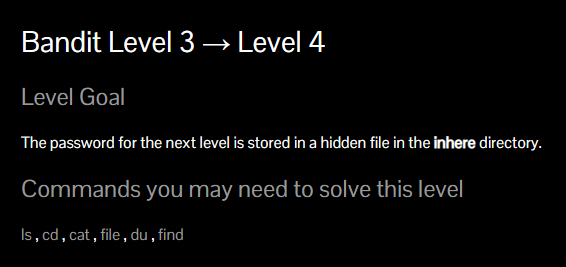 Bandit Level 3 → Level 4
Level Goal
The password for the next level is stored in a hidden file in the inhere directory.
Commands you may need to solve this level
ls , cd , cat , file , du , find